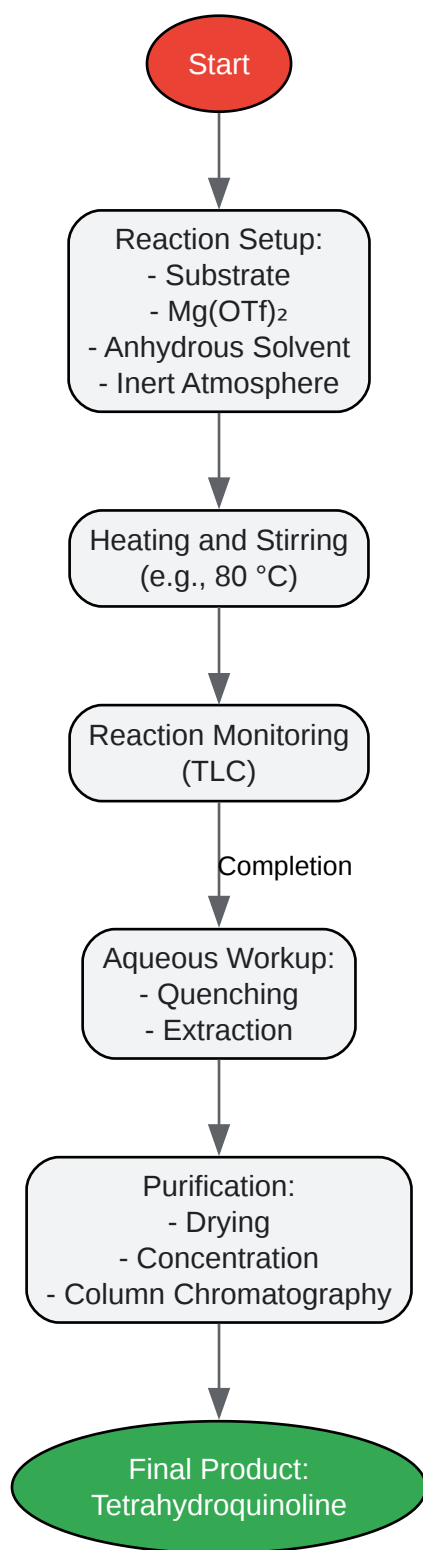 Start
Reaction Setup:
- Substrate
- Mg(OTf)₂
- Anhydrous Solvent
- Inert Atmosphere
Heating and Stirring
(e.g., 80 °C)
Reaction Monitoring
(TLC)
Completion
Aqueous Workup:
- Quenching
- Extraction
Purification:
- Drying
- Concentration
- Column Chromatography
Final Product:
Tetrahydroquinoline